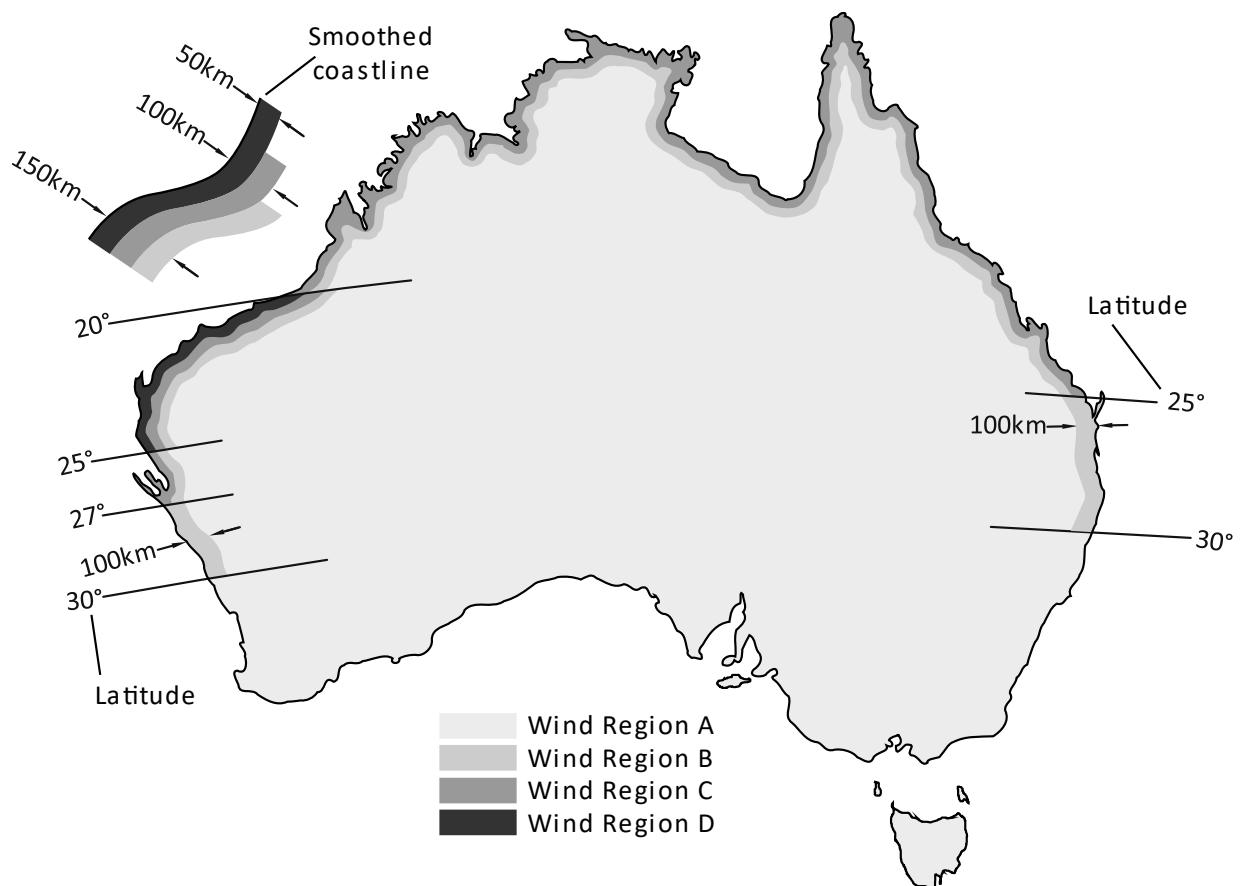 Smoothed
coastline
50km
100km
150km
20°
Latitude
25°
100km
25°
27°
100km
30°
30°
Latitude
Wind Region A
Wind Region B
Wind Region C
Wind Region D